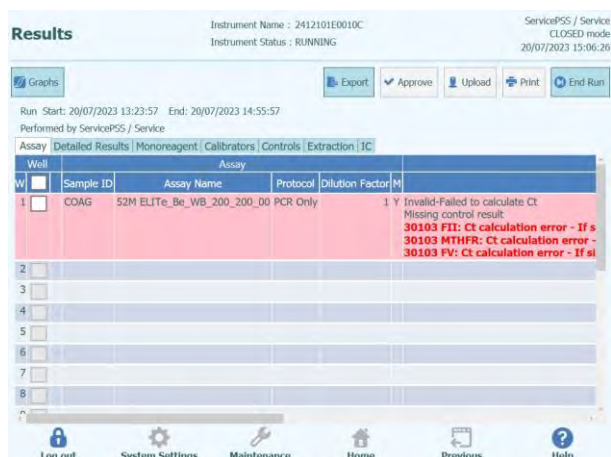 Results
Instrument Name : 2412101E0010C
Instrument Status : RUNNING
ServicePSS / Service
CLOSED mode
20/07/2023 15:06:26
Graphs
Export
Approve
Upload
Print
End Run
Run Start: 20/07/2023 13:23:57 End: 20/07/2023 14:55:57
Performed by ServicePSS / Service
Assay Detailed Results Monoreagent Calibrators Controls Extraction IC
Well Assay
W Sample ID Assay Name Protocol Dilution Factor M
1 COAG 52M ELITe_Be_WB_200_200_00 PCR Only 1 Y Invalid-Failed to calculate Ct
Missing control result
30103 FII: Ct calculation error - If s
30103 MTHFR: Ct calculation error -
30103 FV: Ct calculation error - If si
2
3
4
5
6
7
8
Log out System Settings Maintenance Home Previous Help